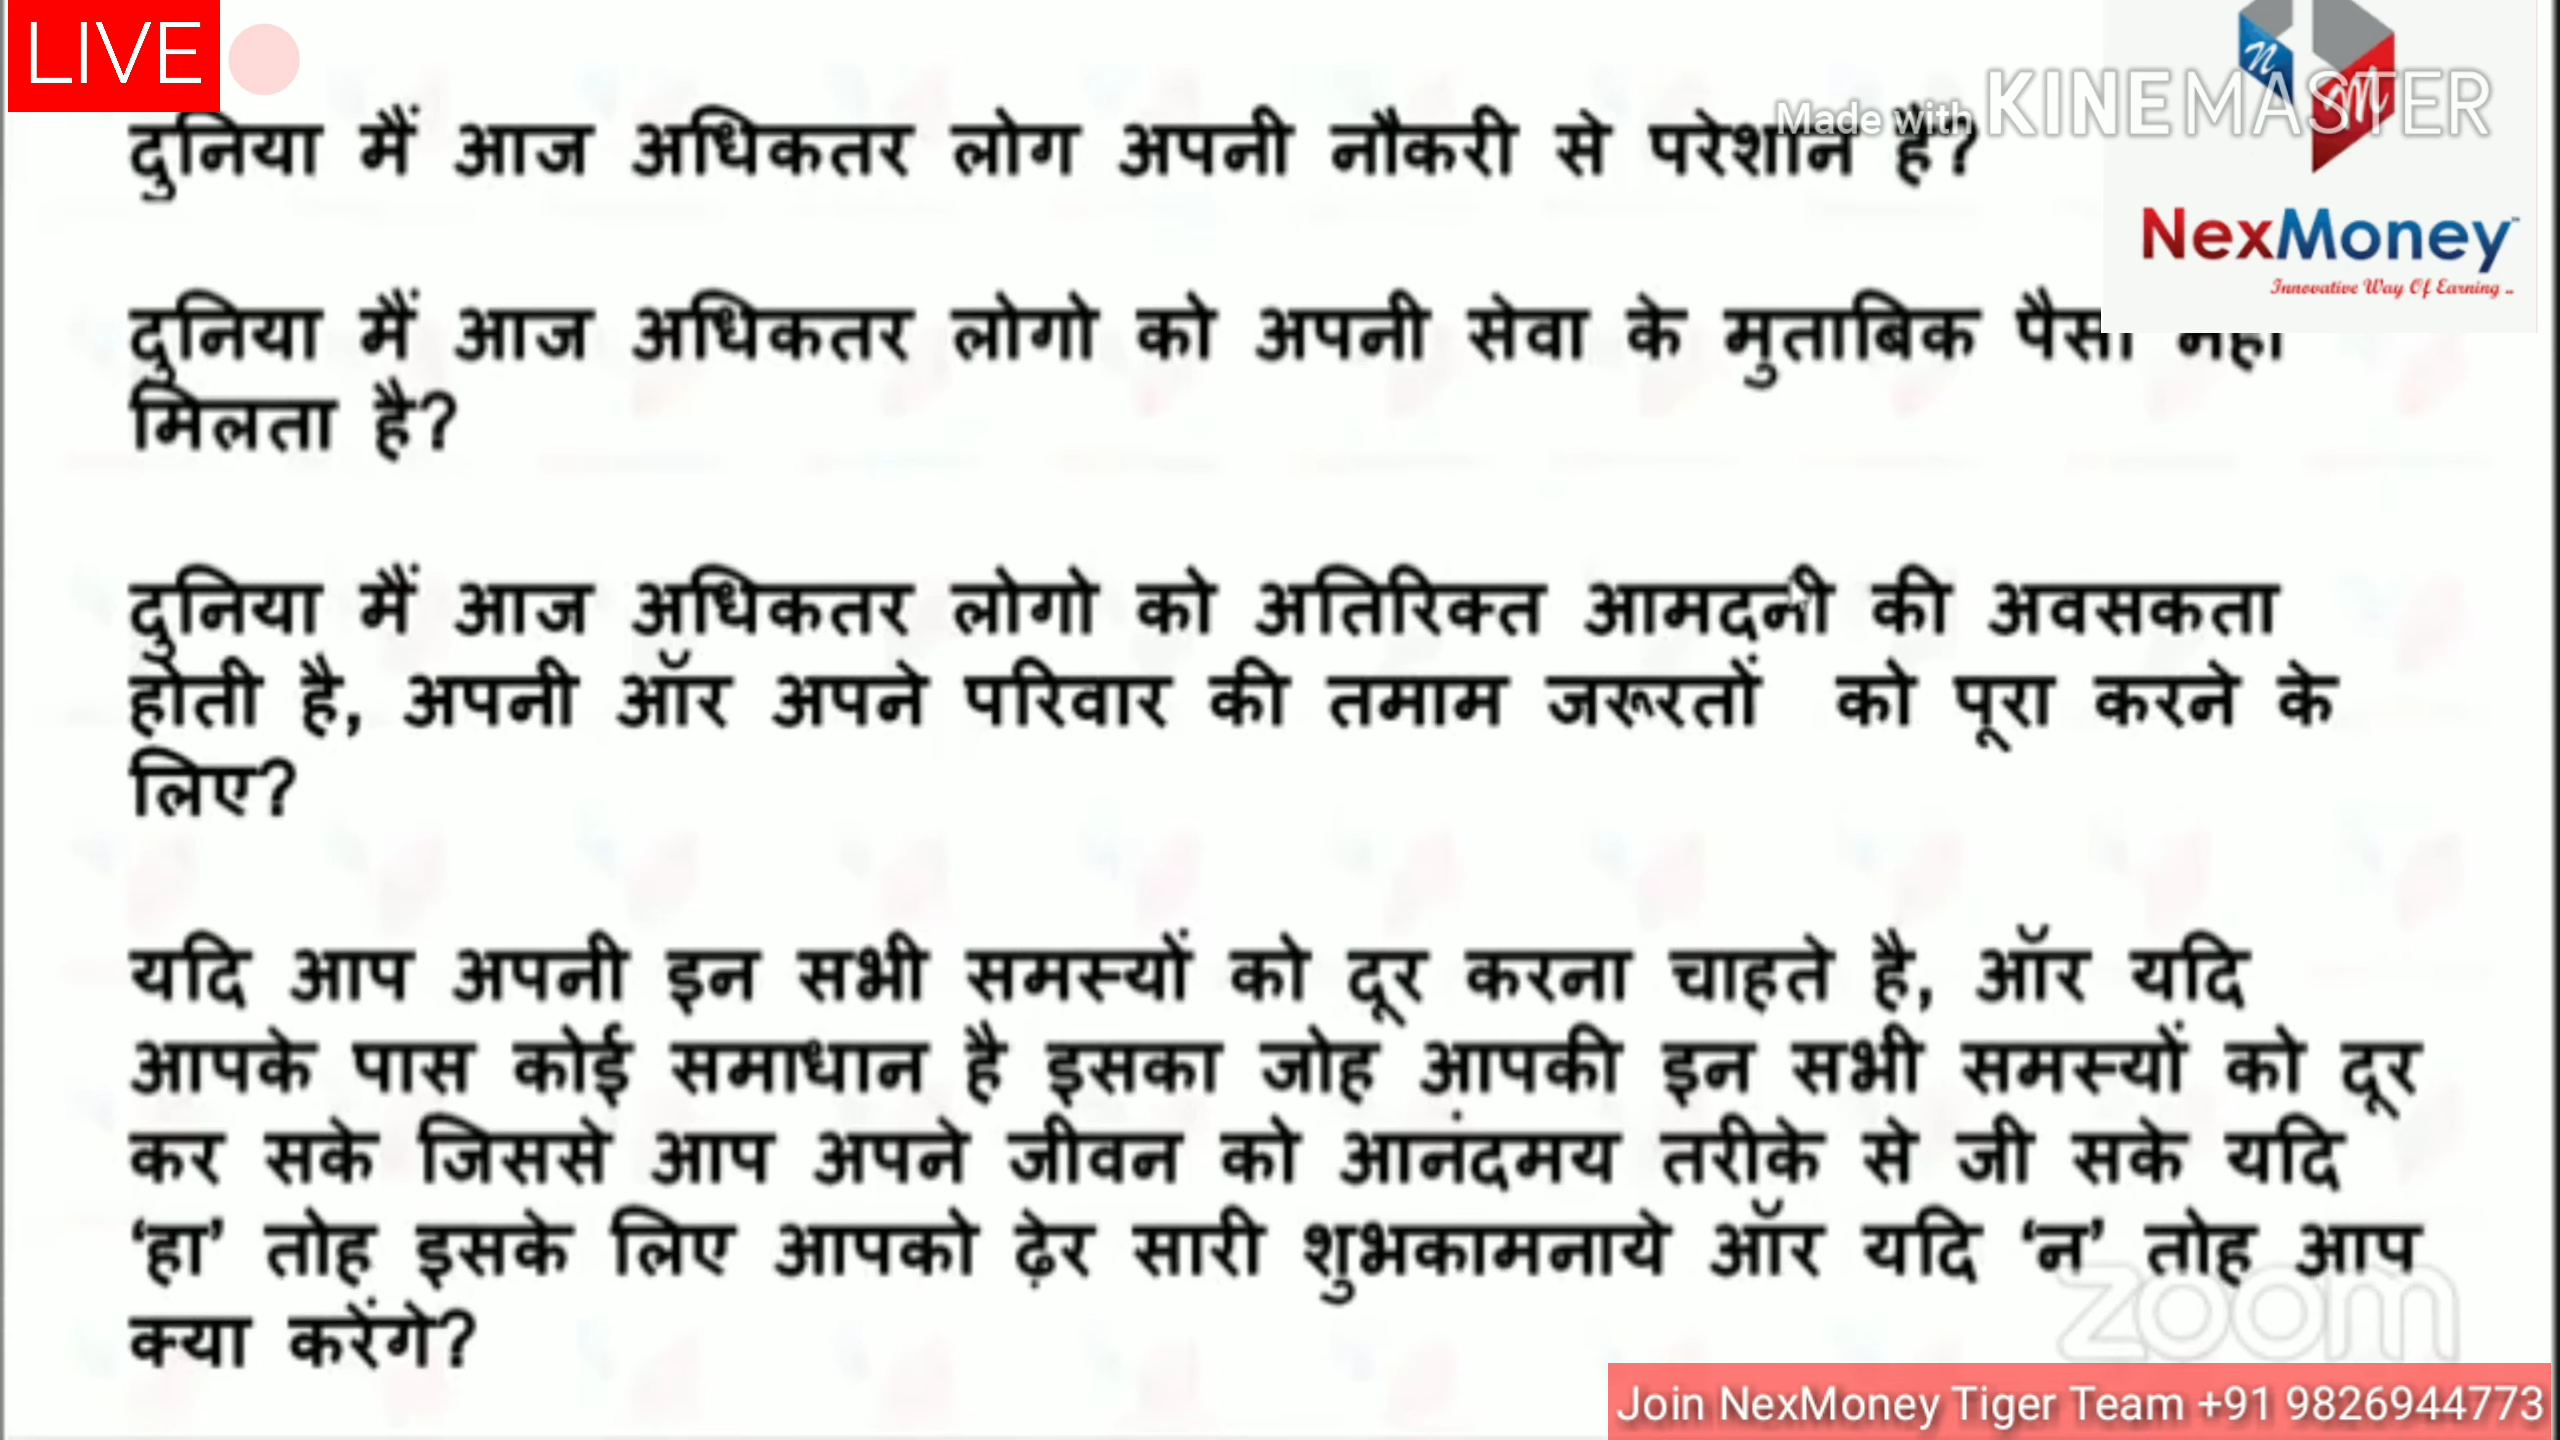 LIVE
दुनिया मैं आज अधिकतर लोग अपनी नौकरी से परेशान है?
Made with KINEMASTER
NexMoney
Innovative Way Of Earning ..
दुनिया मैं आज अधिकतर लोगो को अपनी सेवा के मुताबिक पैसा नही
मिलता है?
दुनिया मैं आज अधिकतर लोगो को अतिरिक्त आमदनी की अवसकता
होती है, अपनी ऑर अपने परिवार की तमाम जरूरतों को पूरा करने के
लिए?
यदि आप अपनी इन सभी समस्यों को दूर करना चाहते है, ऑर यदि
आपके पास कोई समाधान है इसका जोह आपकी इन सभी समस्यों को दूर
कर सके जिससे आप अपने जीवन को आनंदमय तरीके से जी सके यदि
‘हा’ तोह इसके लिए आपको ढ़ेर सारी शुभकामनाये ऑर यदि ‘न’ तोह आप
क्या करेंगे?
zoom
Join NexMoney Tiger Team +91 9826944773